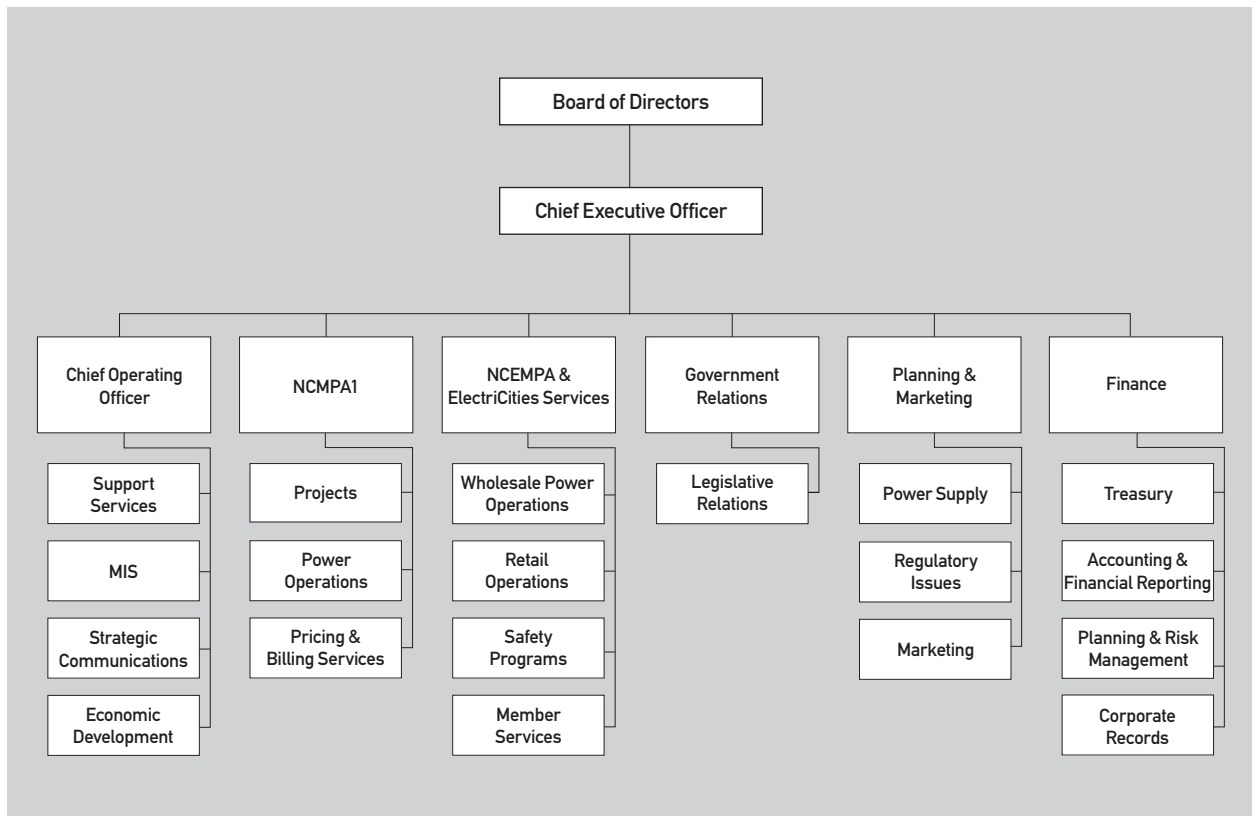 Board of Directors
Chief Executive Officer
Chief Operating
Officer
NCMPA1
NCEMPA &
ElectriCities Services
Government
Relations
Planning &
Marketing
Finance
Support
Services
MIS
Strategic
Communications
Economic
Development
Projects
Power
Operations
Pricing &
Billing Services
Wholesale Power
Operations
Retail
Operations
Safety
Programs
Member
Services
Legislative
Relations
Power Supply
Regulatory
Issues
Marketing
Treasury
Accounting &
Financial Reporting
Planning & Risk
Management
Corporate
Records